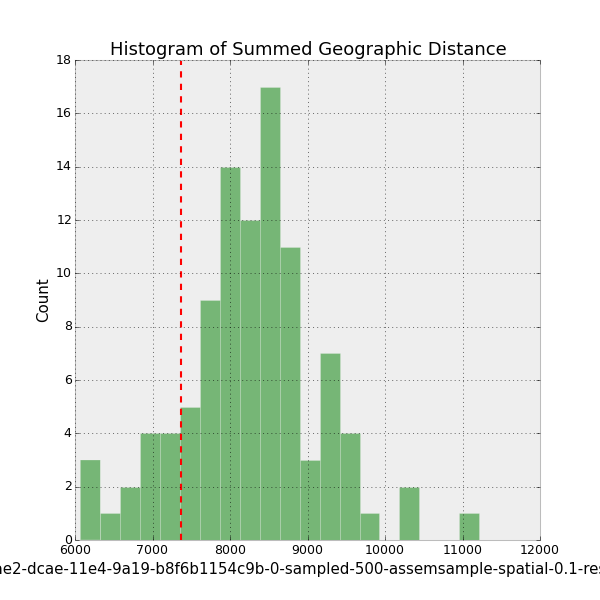 Histogram of Summed Geographic Distance
18
16
14
12
10
8
6
4
2
0
Count
6000 7000 8000 9000 10000 11000 12000
ne2-dcae-11e4-9a19-b8f6b1154c9b-0-sampled-500-assemsample-spatial-0.1-res